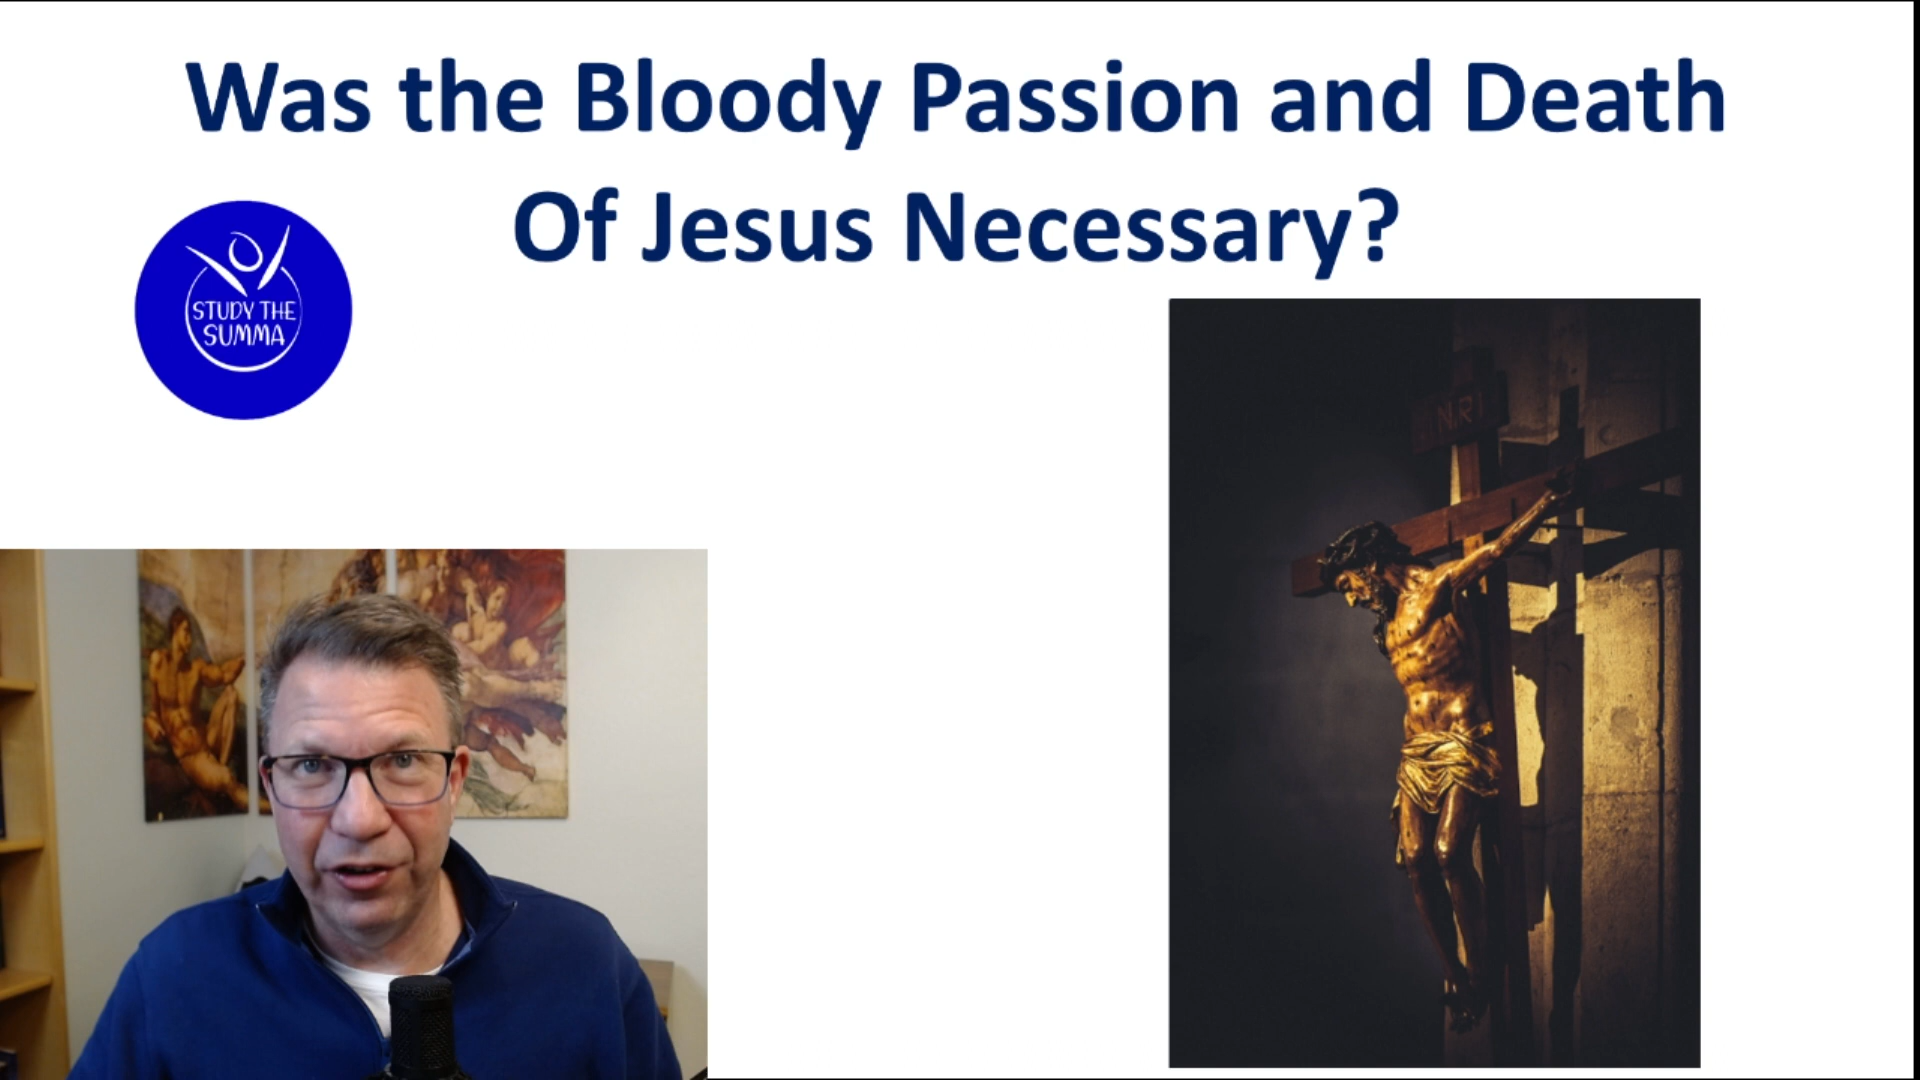 Was the Bloody Passion and Death
Of Jesus Necessary?
STUDY THE
SUMMA
INRI